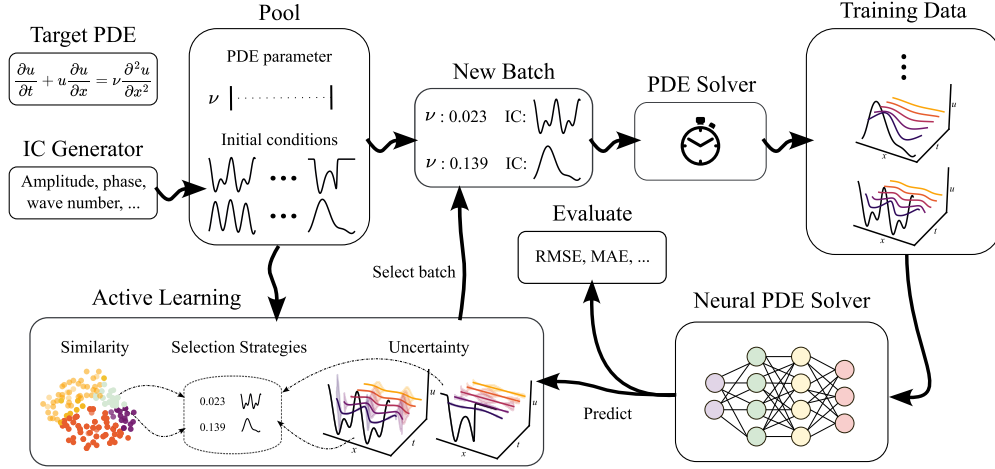 Target PDE
∂u/∂t + u ∂u/∂x = ν ∂²u/∂x²
IC Generator
Amplitude, phase,
wave number, ...
Pool
PDE parameter
ν
Initial conditions
New Batch
ν : 0.023 IC:
ν : 0.139 IC:
PDE Solver
Training Data
u
x
t
u
x
t
Select batch
Evaluate
RMSE, MAE, ...
Active Learning
Similarity
Selection Strategies
0.023
0.139
Uncertainty
u
x
t
Predict
Neural PDE Solver